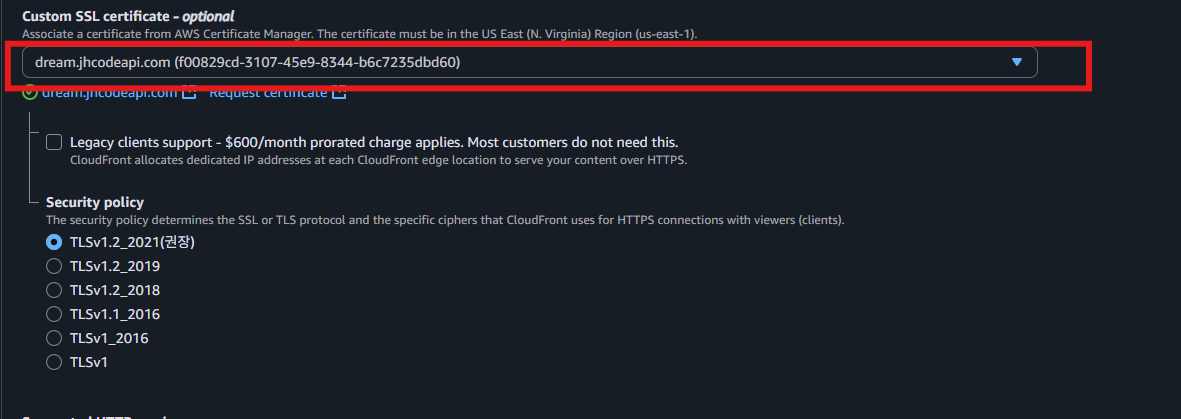 Custom SSL certificate - optional
Associate a certificate from AWS Certificate Manager. The certificate must be in the US East (N. Virginia) Region (us-east-1).
dream.jhcodeapi.com (f00829cd-3107-45e9-8344-b6c7235dbd60)
dream.jhcodeapi.com Request certificate
Legacy clients support - $600/month prorated charge applies. Most customers do not need this.
CloudFront allocates dedicated IP addresses at each CloudFront edge location to serve your content over HTTPS.
Security policy
The security policy determines the SSL or TLS protocol and the specific ciphers that CloudFront uses for HTTPS connections with viewers (clients).
TLSv1.2_2021(권장)
TLSv1.2_2019
TLSv1.2_2018
TLSv1.1_2016
TLSv1_2016
TLSv1